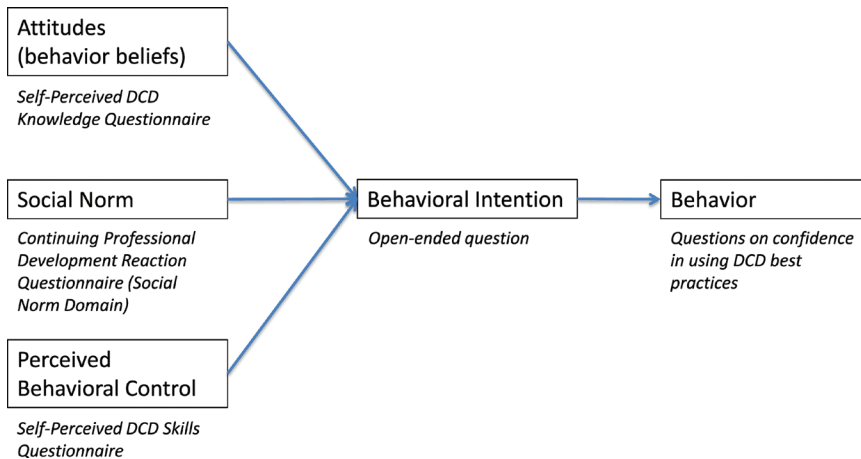 Attitudes
(behavior beliefs)
Self-Perceived DCD
Knowledge Questionnaire
Social Norm
Continuing Professional
Development Reaction
Questionnaire (Social
Norm Domain)
Perceived
Behavioral Control
Self-Perceived DCD Skills
Questionnaire
Behavioral Intention
Open-ended question
Behavior
Questions on confidence
in using DCD best
practices